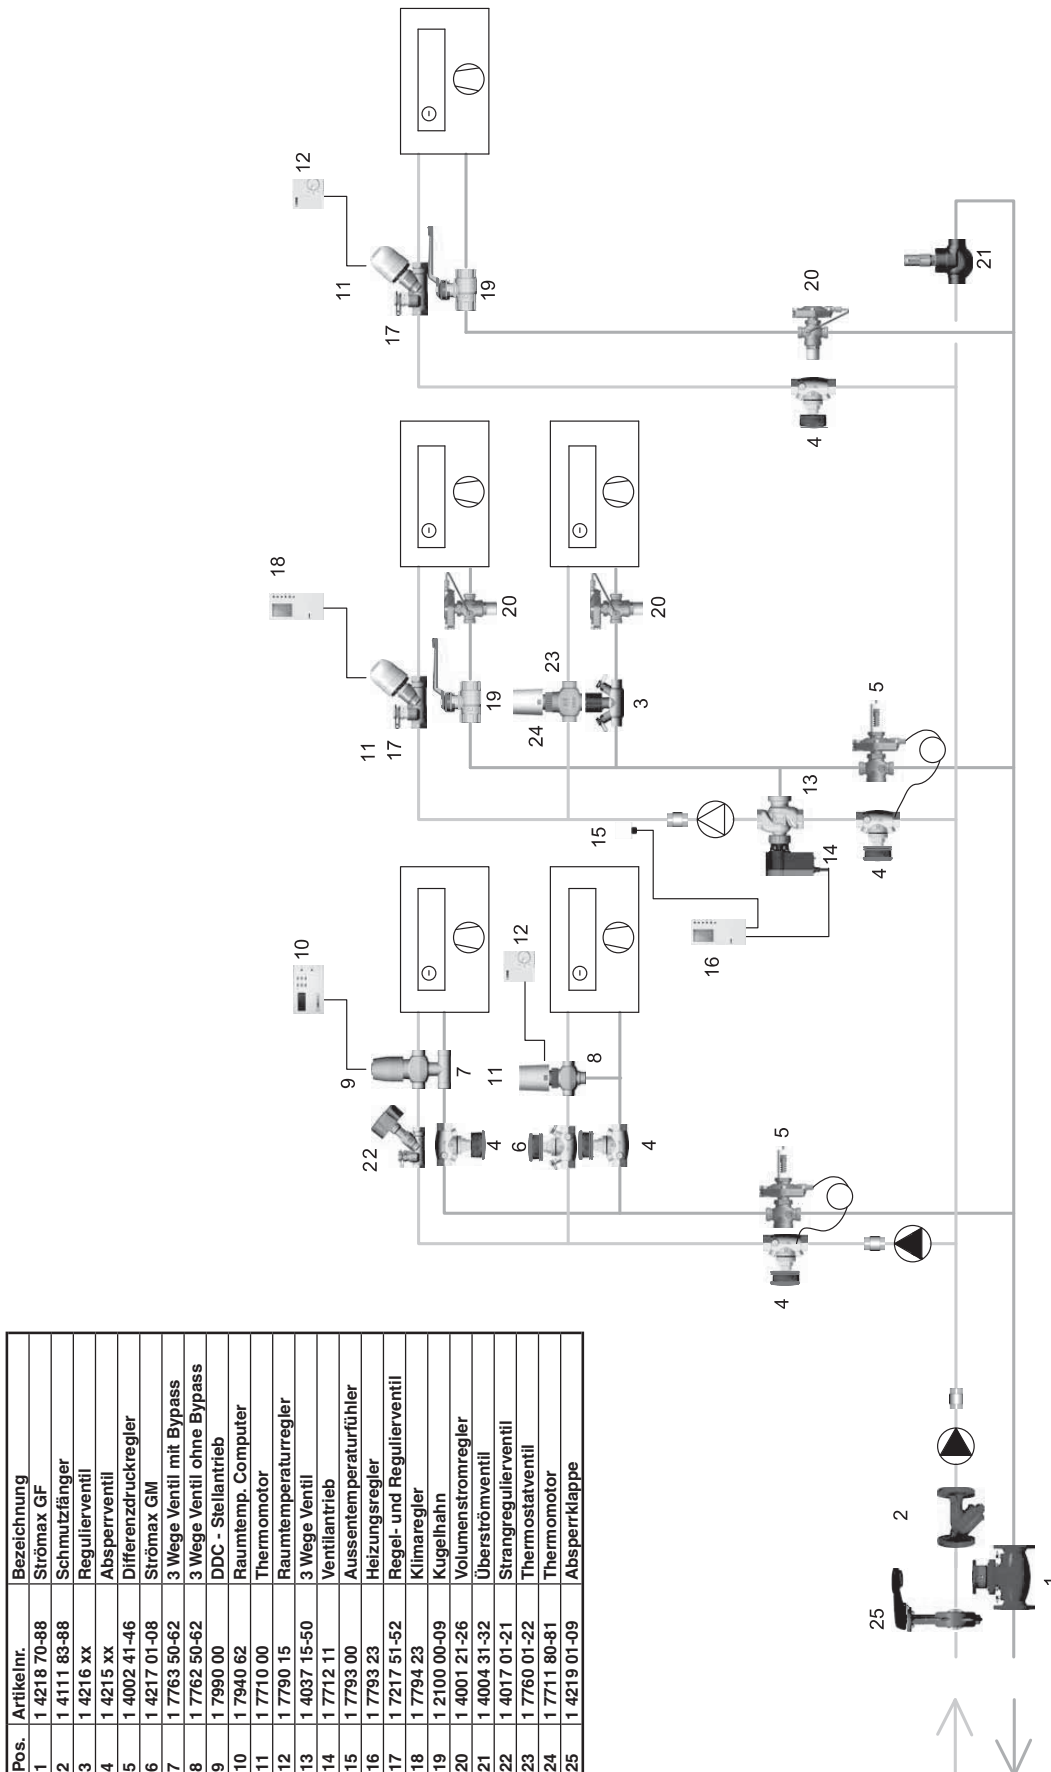 Pos. Artikelnr. Bezeichnung
1 1 4218 70-88 Strömax GF
2 1 4111 83-88 Schmutzfänger
3 1 4216 xx Regulierventil
4 1 4215 xx Absperrventil
5 1 4002 41-46 Differenzdruckregler
6 1 4217 01-08 Strömax GM
7 1 7763 50-62 3 Wege Ventil mit Bypass
8 1 7762 50-62 3 Wege Ventil ohne Bypass
9 1 7990 00 DDC - Stellantrieb
10 1 7940 62 Raumtemp. Computer
11 1 7710 00 Thermomotor
12 1 7790 15 Raumtemperaturregler
13 1 4037 15-50 3 Wege Ventil
14 1 7712 11 Ventilantrieb
15 1 7793 00 Aussentemperaturfühler
16 1 7793 23 Heizungsregler
17 1 7217 51-52 Regel- und Regulierventil
18 1 7794 23 Klimaregler
19 1 2100 00-09 Kugelhahn
20 1 4001 21-26 Volumenstromregler
21 1 4004 31-32 Überströmventil
22 1 4017 01-21 Strangregulierventil
23 1 7760 01-22 Thermostatventil
24 1 7711 80-81 Thermomotor
25 1 4219 01-09 Absperrklappe
10
18
12
9
22
7
4
11
12
6
8
4
11
17
19
20
24
23
3
20
11
17
19
15
16
14
13
4
5
4
5
4
20
21
25
2
1